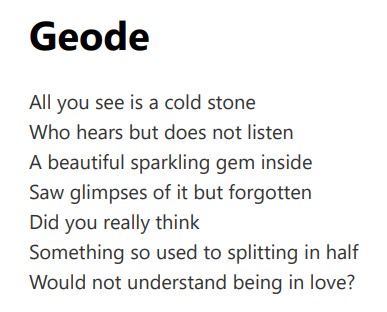 Geode
All you see is a cold stone
Who hears but does not listen
A beautiful sparkling gem inside
Saw glimpses of it but forgotten
Did you really think
Something so used to splitting in half
Would not understand being in love?